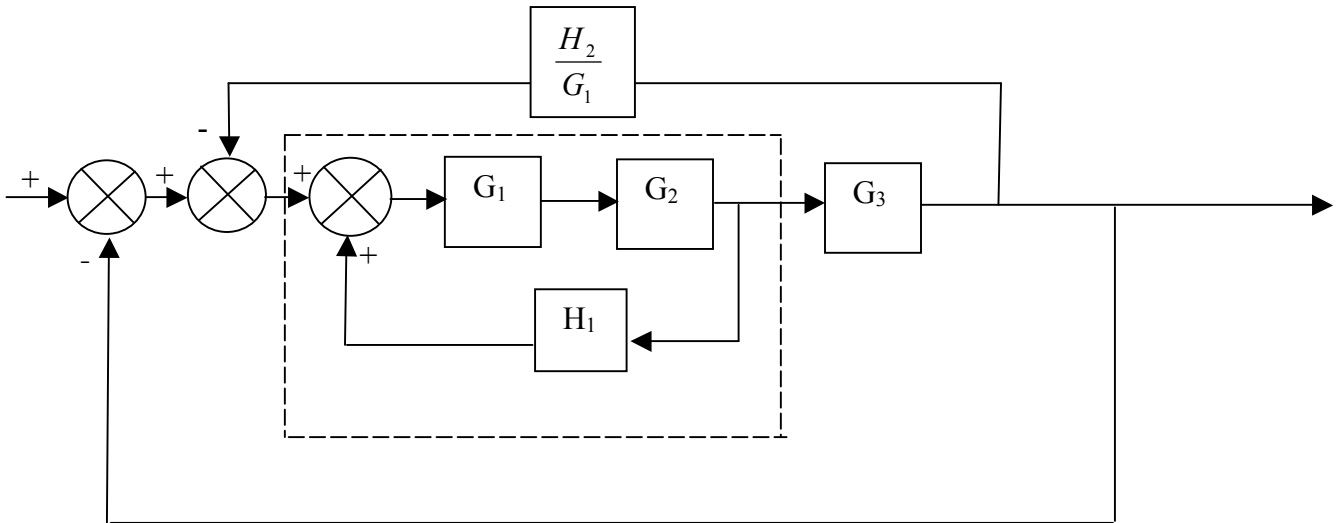 H₂
G₁
-
+ + +
G₁ G₂ G₃
- +
H₁